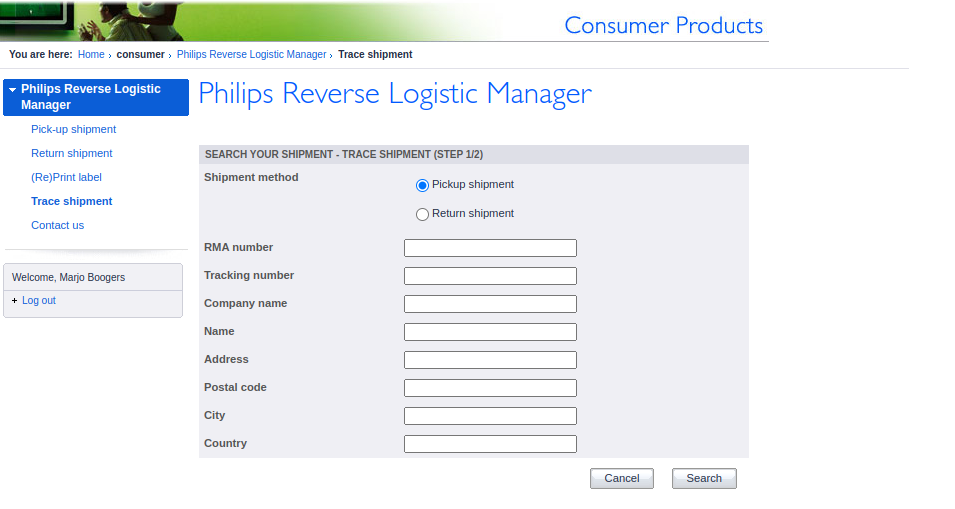 Consumer Products
You are here: Home › consumer › Philips Reverse Logistic Manager › Trace shipment
Philips Reverse Logistic
Manager
Pick-up shipment
Return shipment
(Re)Print label
Trace shipment
Contact us
Welcome, Marjo Boogers
Log out
Philips Reverse Logistic Manager
SEARCH YOUR SHIPMENT - TRACE SHIPMENT (STEP 1/2)
Shipment method
Pickup shipment
Return shipment
RMA number
Tracking number
Company name
Name
Address
Postal code
City
Country
Cancel Search